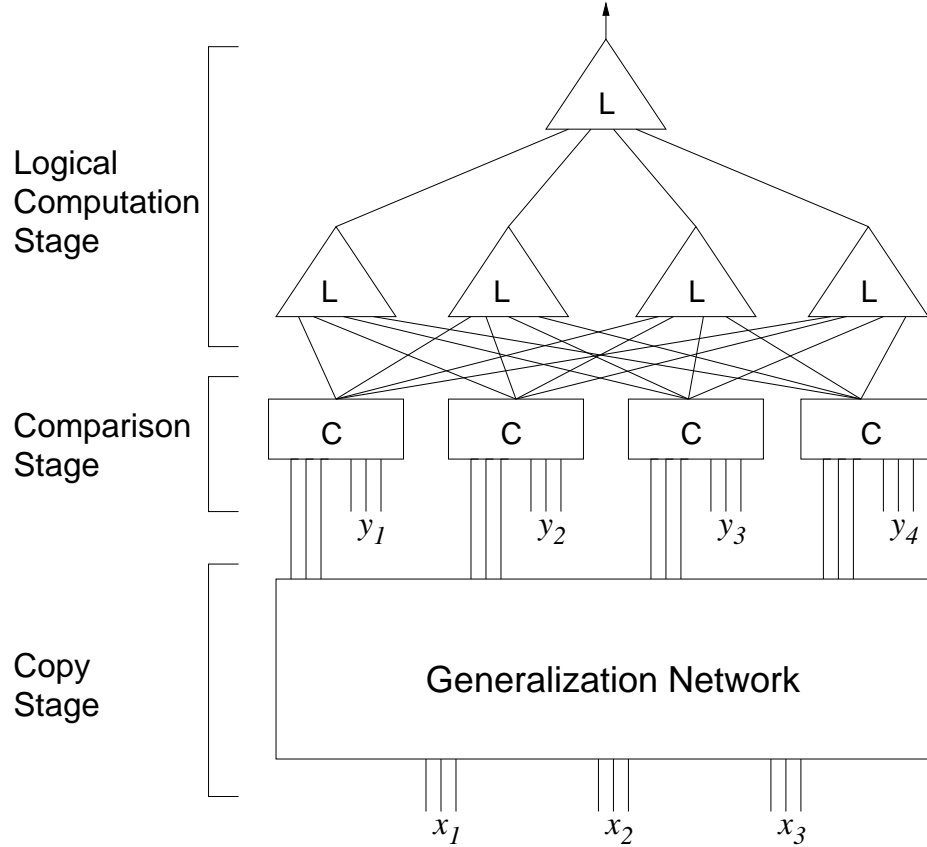 L
Logical
Computation
Stage
L L L L
Comparison
Stage
C C C C
y1 y2 y3 y4
Copy
Stage
Generalization Network
x1 x2 x3